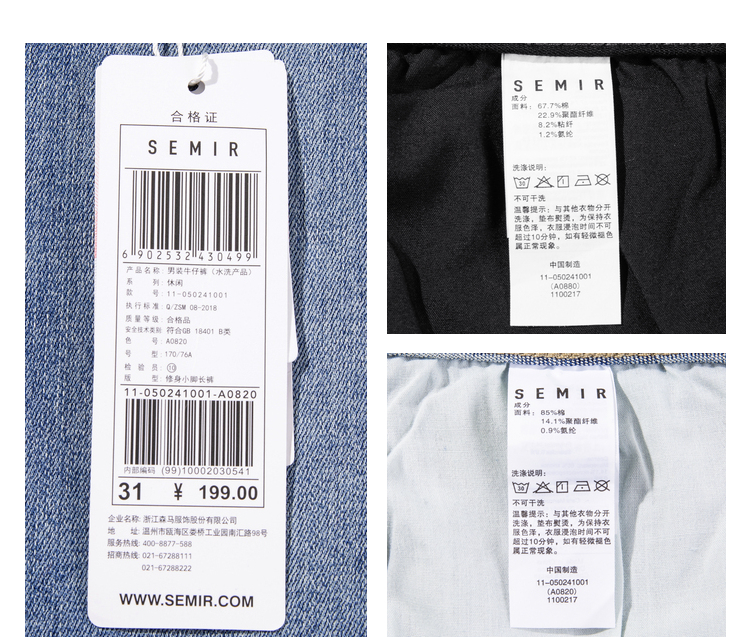 合格证
SEMIR
6 902532 430499
产品名称: 男装牛仔裤（水洗产品）
系 列: 休闲
款 号: 11-050241001
执行标准: Q/ZSM 08-2018
质量等级: 合格品
安全技术类别: 符合GB 18401 B类
色 号: A0820
号 型: 170/76A
检 验 员: ⑩
版 型: 修身小脚长裤
11-050241001-A0820
内部编码 (99)10002030541
31 ¥ 199.00
企业名称: 浙江森马服饰股份有限公司
地 址: 温州市瓯海区娄桥工业园南汇路98号
服务热线: 400-8877-588
招商热线: 021-67288111
021-67288222
WWW.SEMIR.COM
SEMIR
成分
面料: 67.7%棉
22.9%聚酯纤维
8.2%粘纤
1.2%氨纶
洗涤说明:
30
不可干洗
温馨提示: 与其他衣物分开
洗涤, 垫布熨烫, 为保持衣
服色泽, 衣服浸泡时间不可
超过10分钟, 如有轻微褪色
属正常现象。
中国制造
11-050241001
(A0880)
1100217
SEMIR
成分
面料: 85%棉
14.1%聚酯纤维
0.9%氨纶
洗涤说明:
30
不可干洗
温馨提示: 与其他衣物分开
洗涤, 垫布熨烫, 为保持衣
服色泽, 衣服浸泡时间不可
超过10分钟, 如有轻微褪色
属正常现象。
中国制造
11-050241001
(A0820)
1100217